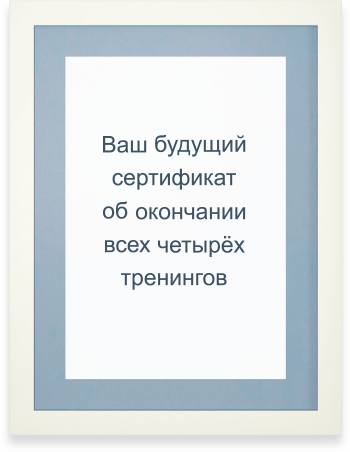 Ваш будущий
сертификат
об окончании
всех четырёх
тренингов